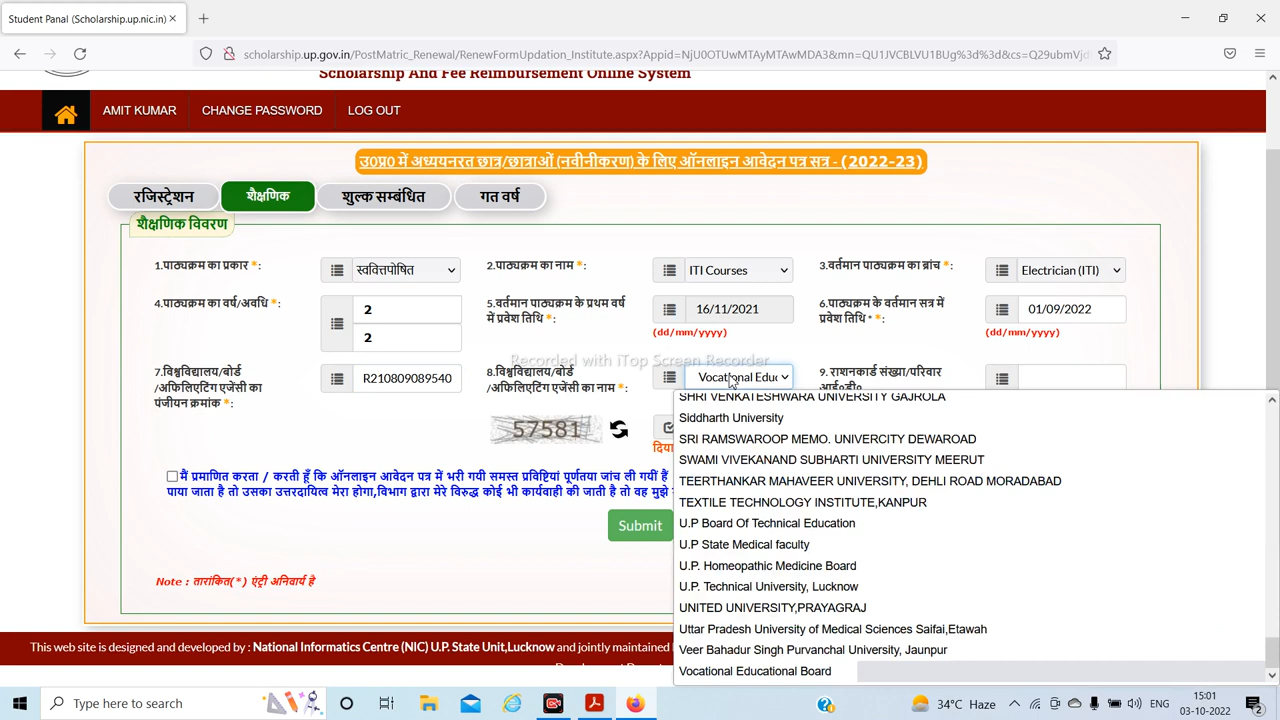 Student Panal (Scholarship.up.nic.in)
scholarship.up.gov.in/PostMatric_Renewal/RenewFormUpdation_Institute.aspx?Appid=NjU0OTUwMTAyMTAwMDA3&mn=QU1JVCBLVU1BUg%3d%3d&cs=Q29ubmVjd
Scholarship And Fee Reimbursement Online System
AMIT KUMAR CHANGE PASSWORD LOG OUT
उ0प्र0 में अध्ययनरत छात्र/छात्राओं (नवीनीकरण) के लिए ऑनलाइन आवेदन पत्र सत्र - (2022-23)
रजिस्ट्रेशन शैक्षणिक शुल्क सम्बंधित गत वर्ष
शैक्षणिक विवरण
1.पाठ्यक्रम का प्रकार *: स्ववित्तपोषित 2.पाठ्यक्रम का नाम *: ITI Courses 3.वर्तमान पाठ्यक्रम का ब्रांच *: Electrician (ITI)
4.पाठ्यक्रम का वर्ष/अवधि *: 2 5.वर्तमान पाठ्यक्रम के प्रथम वर्ष 16/11/2021 6.पाठ्यक्रम के वर्तमान सत्र में 01/09/2022
में प्रवेश तिथि *: प्रवेश तिथि * *:
2 (dd/mm/yyyy) (dd/mm/yyyy)
Recorded with iTop Screen Recorder
7.विश्वविद्यालय/बोर्ड R210809089540 8.विश्वविद्यालय/बोर्ड Vocational Educ 9. राशनकार्ड संख्या/परिवार
/अफिलिएटिंग एजेंसी का /अफिलिएटिंग एजेंसी का नाम *: आई०डी०
पंजीयन क्रमांक *:
SHRI VENKATESHWARA UNIVERSITY GAJROLA
Siddharth University
57581
SRI RAMSWAROOP MEMO. UNIVERCITY DEWAROAD
दिया
SWAMI VIVEKANAND SUBHARTI UNIVERSITY MEERUT
मैं प्रमाणित करता / करती हूँ कि ऑनलाइन आवेदन पत्र में भरी गयी समस्त प्रविष्टियां पूर्णतया जांच ली गयीं हैं
TEERTHANKAR MAHAVEER UNIVERSITY, DEHLI ROAD MORADABAD
पाया जाता है तो उसका उत्तरदायित्व मेरा होगा,विभाग द्वारा मेरे विरुद्ध कोई भी कार्यवाही की जाती है तो वह मुझे
TEXTILE TECHNOLOGY INSTITUTE,KANPUR
Submit
U.P Board Of Technical Education
U.P State Medical faculty
U.P. Homeopathic Medicine Board
Note : तारांकित(*) एंट्री अनिवार्य है
U.P. Technical University, Lucknow
UNITED UNIVERSITY,PRAYAGRAJ
Uttar Pradesh University of Medical Sciences Saifai,Etawah
This web site is designed and developed by : National Informatics Centre (NIC) U.P. State Unit,Lucknow and jointly maintained
Veer Bahadur Singh Purvanchal University, Jaunpur
Vocational Educational Board
Type here to search
34°C Haze ENG 15:01
03-10-2022 2